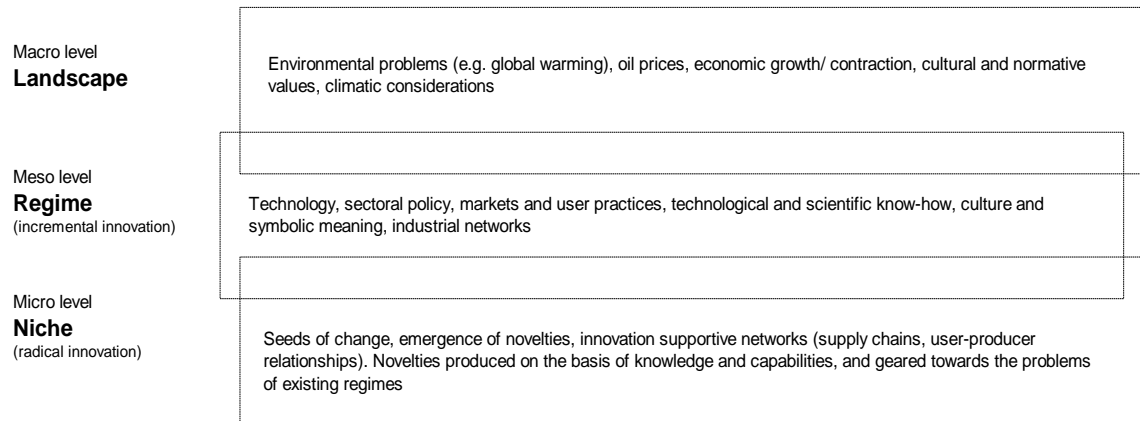 Macro level
Landscape
Environmental problems (e.g. global warming), oil prices, economic growth/ contraction, cultural and normative
values, climatic considerations
Meso level
Regime
(incremental innovation)
Technology, sectoral policy, markets and user practices, technological and scientific know-how, culture and
symbolic meaning, industrial networks
Micro level
Niche
(radical innovation)
Seeds of change, emergence of novelties, innovation supportive networks (supply chains, user-producer
relationships). Novelties produced on the basis of knowledge and capabilities, and geared towards the problems
of existing regimes